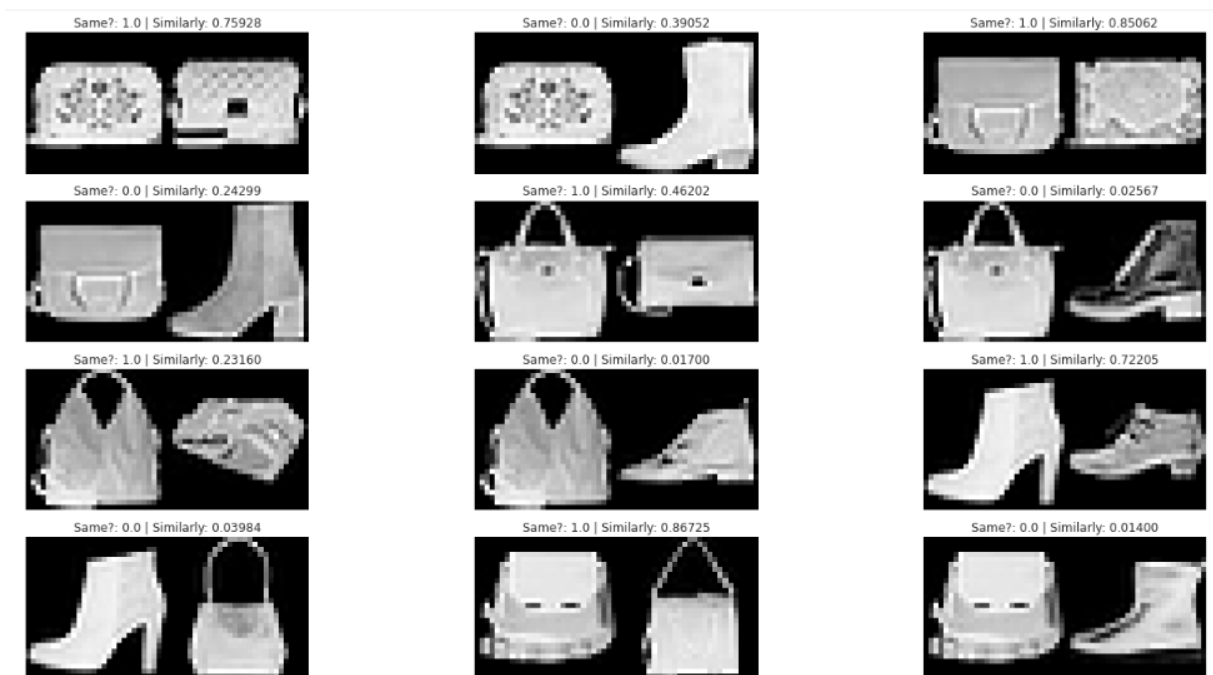 Same?: 1.0 | Similarly: 0.75928
Same?: 0.0 | Similarly: 0.39052
Same?: 1.0 | Similarly: 0.85062
Same?: 0.0 | Similarly: 0.24299
Same?: 1.0 | Similarly: 0.46202
Same?: 0.0 | Similarly: 0.02567
Same?: 1.0 | Similarly: 0.23160
Same?: 0.0 | Similarly: 0.01700
Same?: 1.0 | Similarly: 0.72205
Same?: 0.0 | Similarly: 0.03984
Same?: 1.0 | Similarly: 0.86725
Same?: 0.0 | Similarly: 0.01400